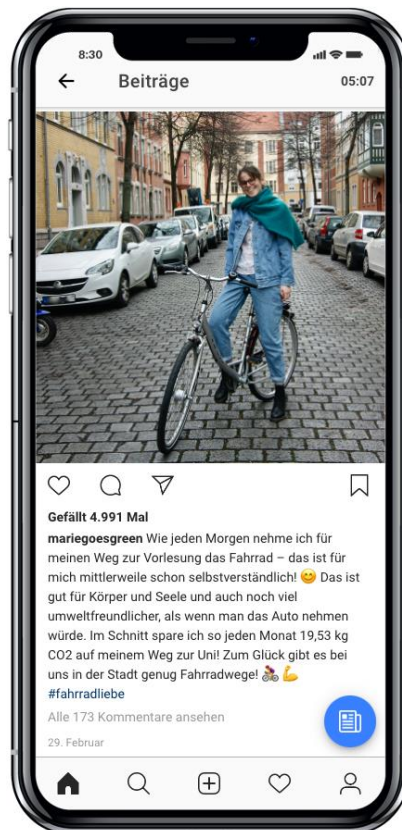 8:30
Beiträge 05:07
Gefällt 4.991 Mal
mariegoesgreen Wie jeden Morgen nehme ich für
meinen Weg zur Vorlesung das Fahrrad – das ist für
mich mittlerweile schon selbstverständlich! 😊 Das ist
gut für Körper und Seele und auch noch viel
umweltfreundlicher, als wenn man das Auto nehmen
würde. Im Schnitt spare ich so jeden Monat 19,53 kg
CO2 auf meinem Weg zur Uni! Zum Glück gibt es bei
uns in der Stadt genug Fahrradwege! 🚴 💪
#fahrradliebe
Alle 173 Kommentare ansehen
29. Februar